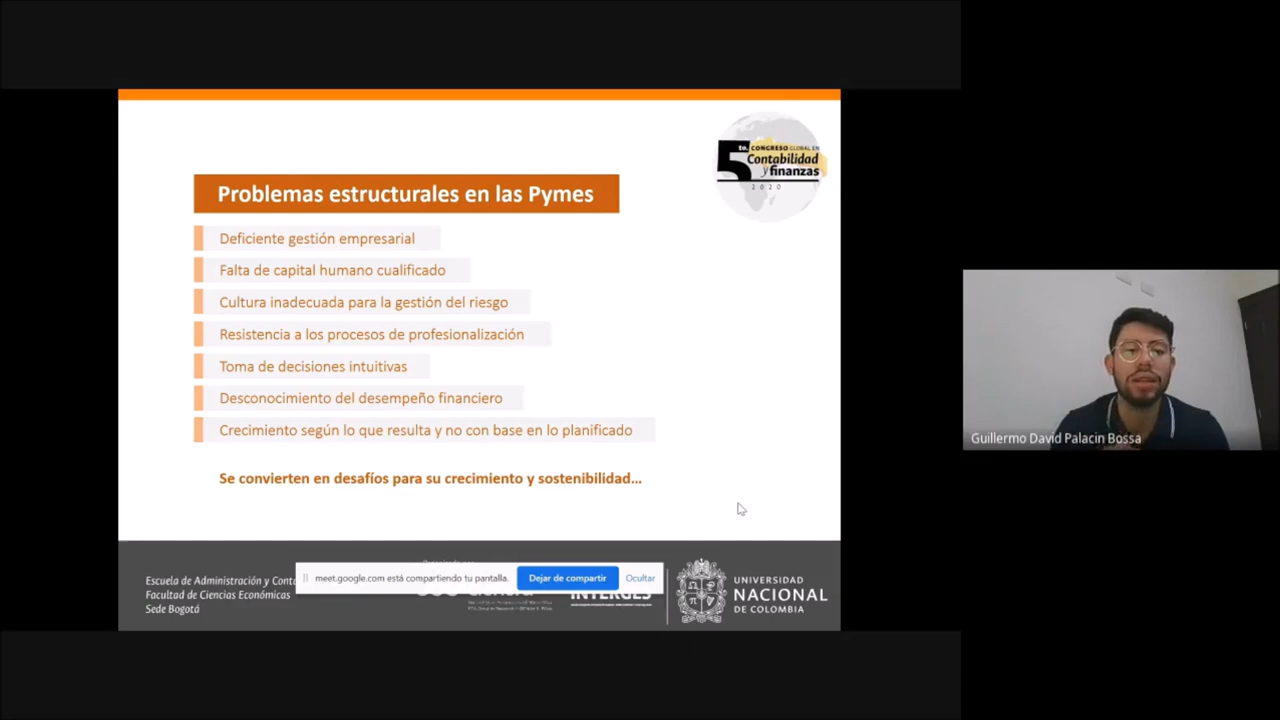 5to. CONGRESO GLOBAL EN
Contabilidad
y finanzas
2020
Problemas estructurales en las Pymes
Deficiente gestión empresarial
Falta de capital humano cualificado
Cultura inadecuada para la gestión del riesgo
Resistencia a los procesos de profesionalización
Toma de decisiones intuitivas
Desconocimiento del desempeño financiero
Crecimiento según lo que resulta y no con base en lo planificado
Se convierten en desafíos para su crecimiento y sostenibilidad...
Guillermo David Palacin Bossa
Escuela de Administración y
Facultad de Ciencias Económicas
Sede Bogotá
meet.google.com está compartiendo tu pantalla.
Dejar de compartir
Ocultar
INTERGES
UNIVERSIDAD
NACIONAL
DE COLOMBIA